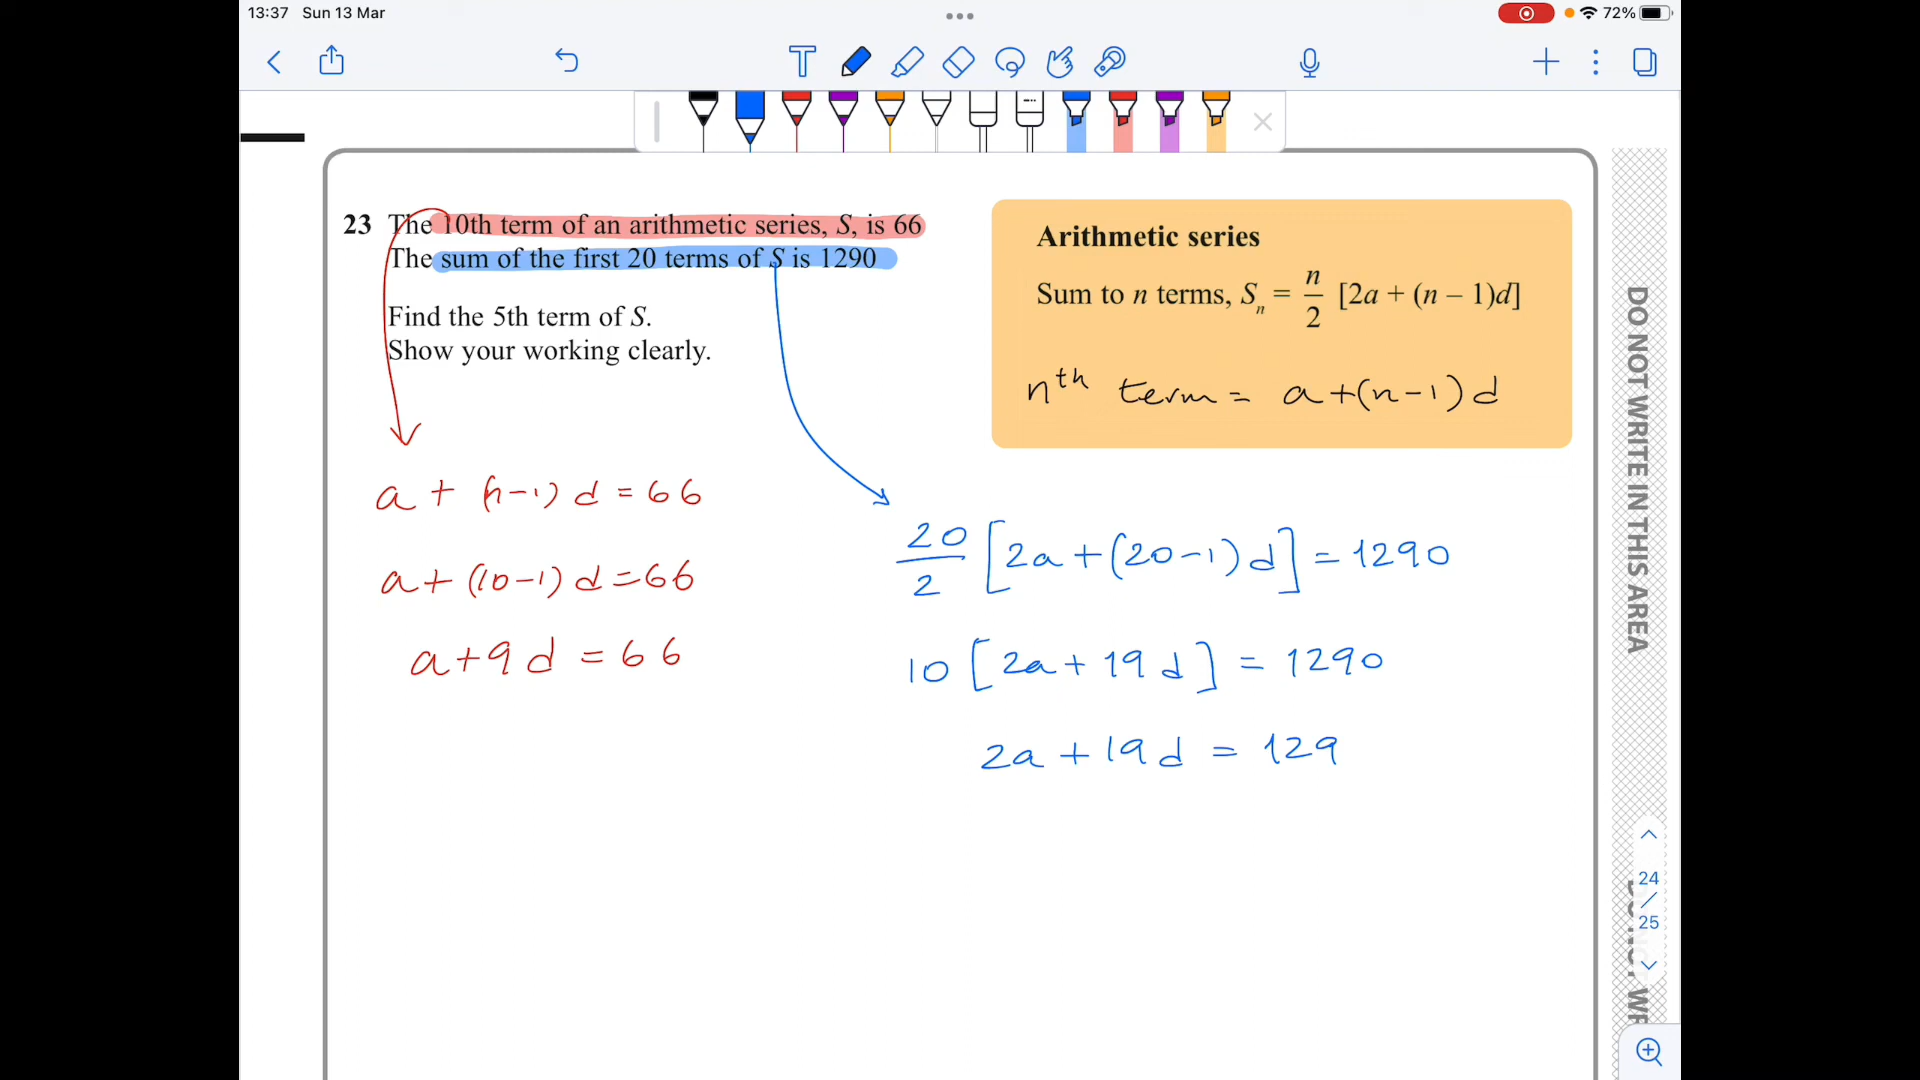 13:37 Sun 13 Mar
72%
23 The 10th term of an arithmetic series, S, is 66
The sum of the first 20 terms of S is 1290
Find the 5th term of S.
Show your working clearly.
Arithmetic series
Sum to n terms, Sₙ = n/2 [2a + (n – 1)d]
nᵗʰ term = a+(n-1)d
a + (n-1)d = 66
a+(10-1)d=66
a+9d = 66
20/2 [2a+(20-1)d] = 1290
10 [2a+19d] = 1290
2a+19d = 129
DO NOT WRITE IN THIS AREA
24
/
25